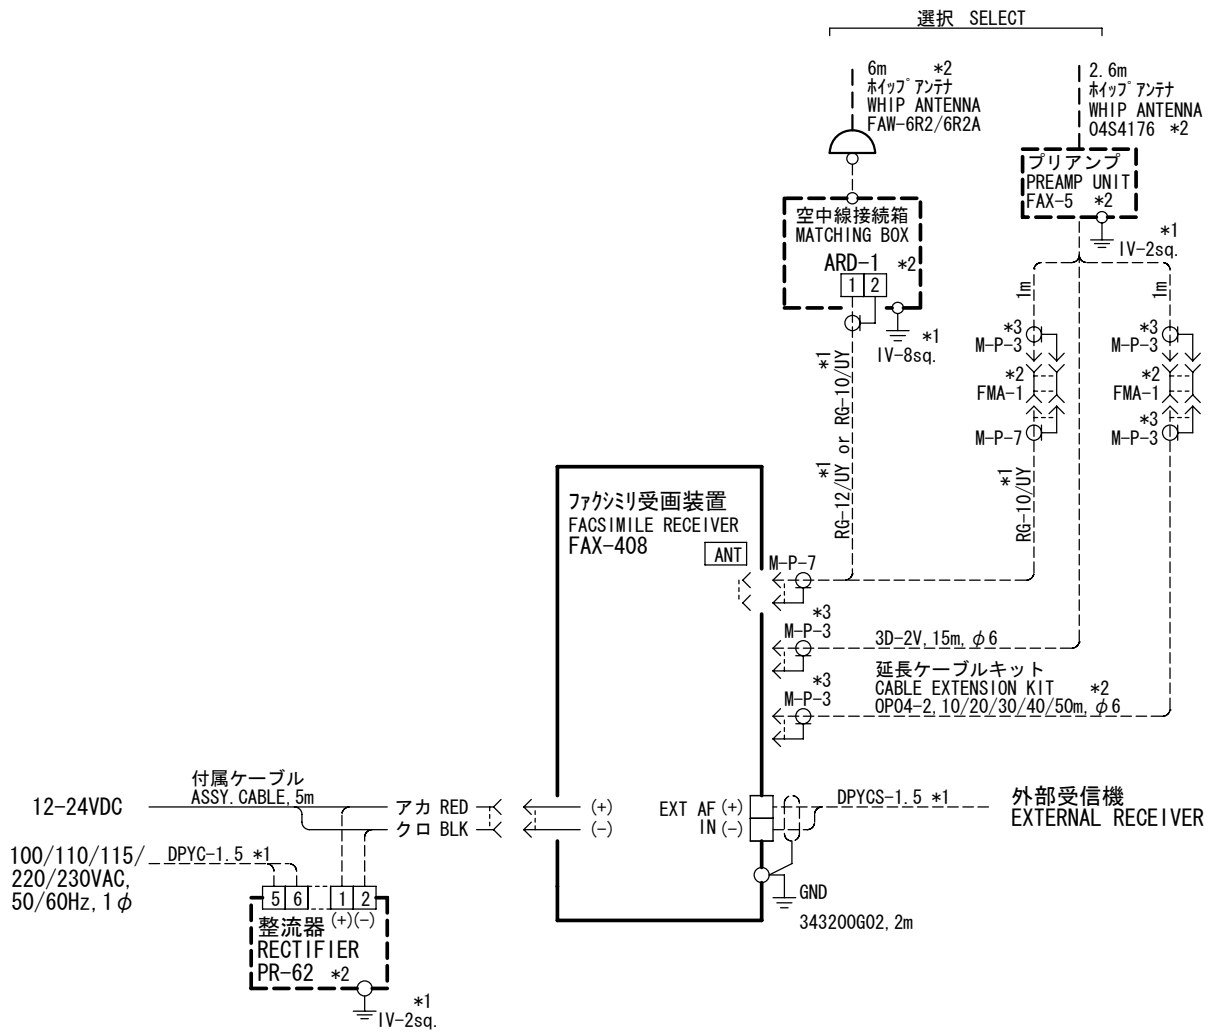 選択 SELECT
6m *2
ホイップアンテナ
WHIP ANTENNA
FAW-6R2/6R2A
2.6m
ホイップアンテナ
WHIP ANTENNA
04S4176 *2
プリアンプ
PREAMP UNIT
FAX-5 *2
*1
IV-2sq.
空中線接続箱
MATCHING BOX
ARD-1 *2
1 2
*1
IV-8sq.
1m
1m
*3
M-P-3
*3
M-P-3
*2
FMA-1
*2
FMA-1
M-P-7
*3
M-P-3
*1
*1
RG-12/UY or RG-10/UY
*1
RG-10/UY
ファクシミリ受画装置
FACSIMILE RECEIVER
FAX-408
ANT
M-P-7
*3
M-P-3
3D-2V, 15m, φ6
*3
M-P-3
延長ケーブルキット
CABLE EXTENSION KIT *2
OP04-2, 10/20/30/40/50m, φ6
12-24VDC
付属ケーブル
ASSY. CABLE, 5m
アカ RED
クロ BLK
(+)
(-)
EXT AF (+)
IN (-)
DPYCS-1.5 *1
外部受信機
EXTERNAL RECEIVER
GND
343200G02, 2m
100/110/115/
220/230VAC,
50/60Hz, 1φ
DPYC-1.5 *1
5 6 1 2
(+)(-)
整流器
RECTIFIER
PR-62 *2
*1
IV-2sq.